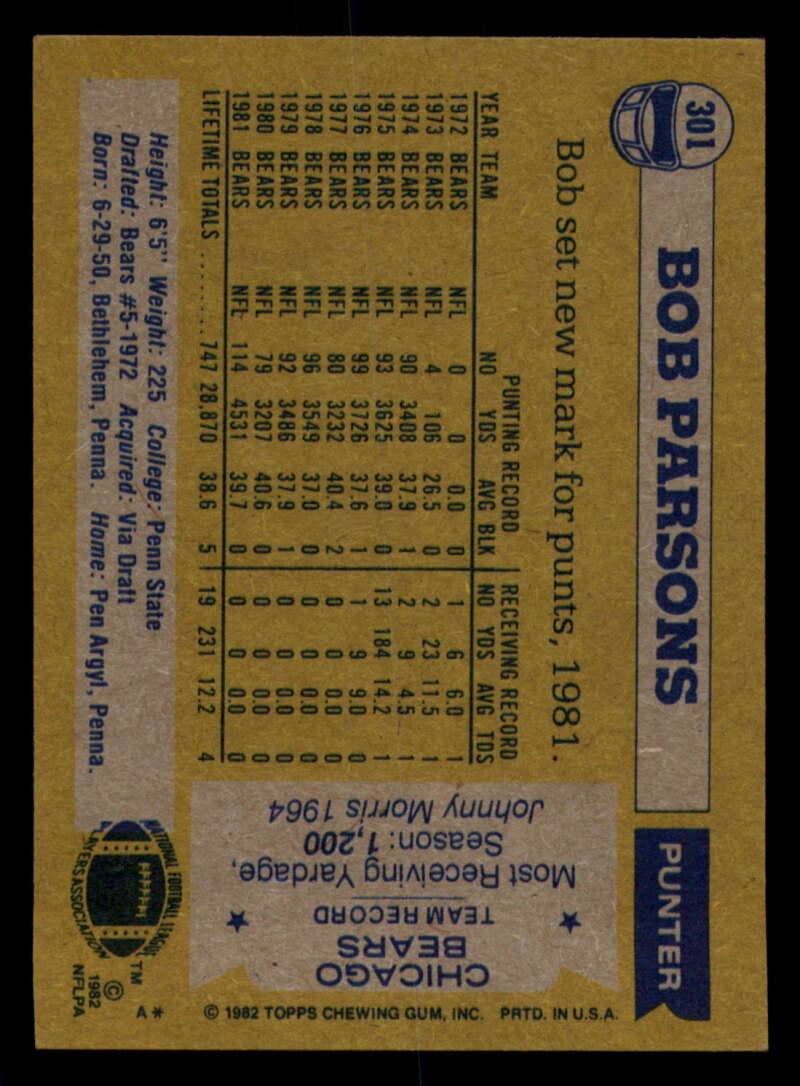 301
BOB PARSONS
PUNTER
Bob set new mark for punts, 1981.
PUNTING RECORD RECEIVING RECORD
YEAR TEAM NO YDS AVG BLK NO YDS AVG TDS
1972 BEARS NFL 0 0 0.0 0 1 6 6.0 1
1973 BEARS NFL 4 106 26.5 0 2 23 11.5 1
1974 BEARS NFL 90 3408 37.9 1 2 9 4.5 1
1975 BEARS NFL 93 3625 39.0 0 13 184 14.2 1
1976 BEARS NFL 99 3726 37.6 1 1 9 9.0 0
1977 BEARS NFL 80 3232 40.4 2 0 0 0.0 0
1978 BEARS NFL 96 3549 37.0 0 0 0 0.0 0
1979 BEARS NFL 92 3486 37.9 1 0 0 0.0 0
1980 BEARS NFL 79 3207 40.6 0 0 0 0.0 0
1981 BEARS NFL 114 4531 39.7 0 0 0 0.0 0
LIFETIME TOTALS ........ 747 28,870 38.6 5 19 231 12.2 4
Height: 6'5" Weight: 225 College: Penn State
Drafted: Bears #5-1972 Acquired: Via Draft
Born: 6-29-50, Bethlehem, Penna. Home: Pen Argyl, Penna.
CHICAGO
BEARS
TEAM RECORD
Most Receiving Yardage,
Season: 1,200
Johnny Morris 1964
NATIONAL FOOTBALL LEAGUE
PLAYERS ASSOCIATION
TM
©
1982
NFLPA
A*
© 1982 TOPPS CHEWING GUM, INC. PRTD. IN U.S.A.